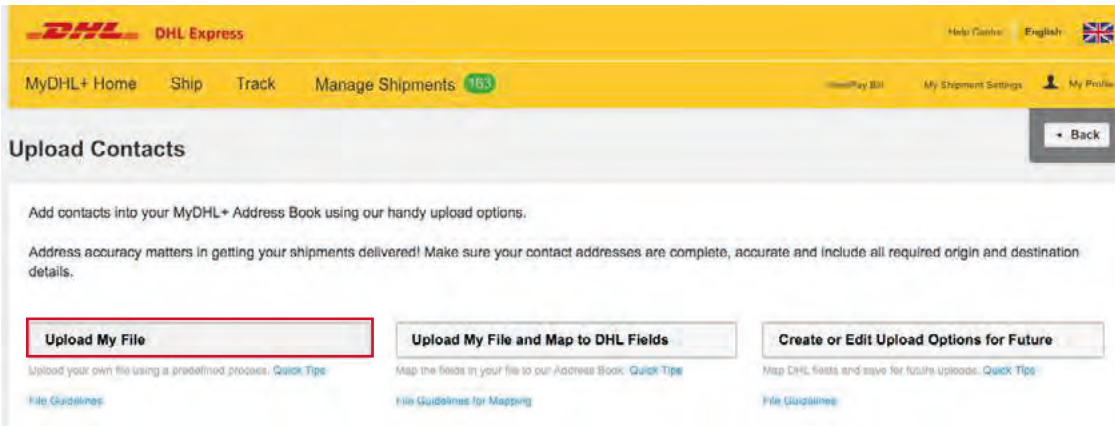 DHL DHL Express
Help Centre English
MyDHL+ Home Ship Track Manage Shipments 163
Pay Bill My Shipment Settings My Profile
Back
Upload Contacts
Add contacts into your MyDHL+ Address Book using our handy upload options.
Address accuracy matters in getting your shipments delivered! Make sure your contact addresses are complete, accurate and include all required origin and destination
details.
Upload My File Upload My File and Map to DHL Fields Create or Edit Upload Options for Future
Upload your own file using a predefined process. Quick Tips Map the fields in your file to our Address Book. Quick Tips Map DHL fields and save for future uploads. Quick Tips
File Guidelines File Guidelines for Mapping File Guidelines